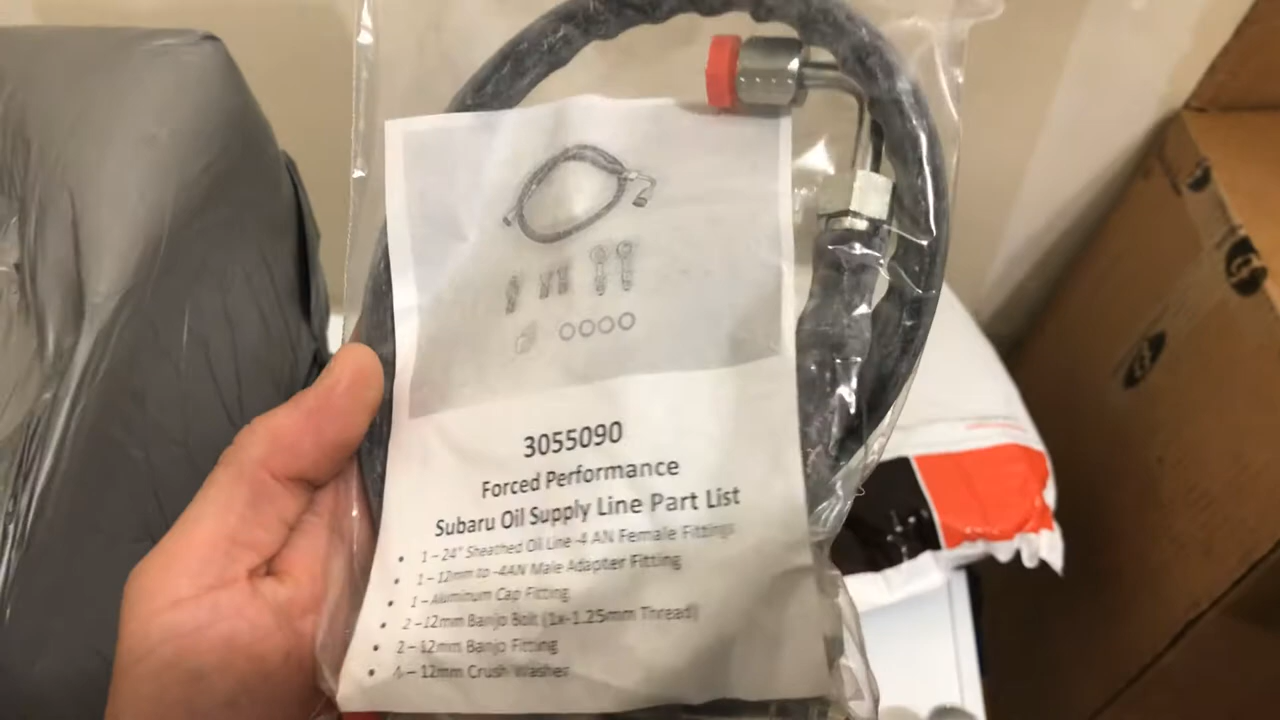 3055090
Forced Performance
Subaru Oil Supply Line Part List
• 1 – 24" Sheathed Oil Line -4 AN Female Fittings
• 1 – 12mm to -4AN Male Adapter Fitting
• 1 – Aluminum Cap Fitting
• 2 – 12mm Banjo Bolt (1x-1.25mm Thread)
• 2 – 12mm Banjo Fitting
• 4 – 12mm Crush Washer